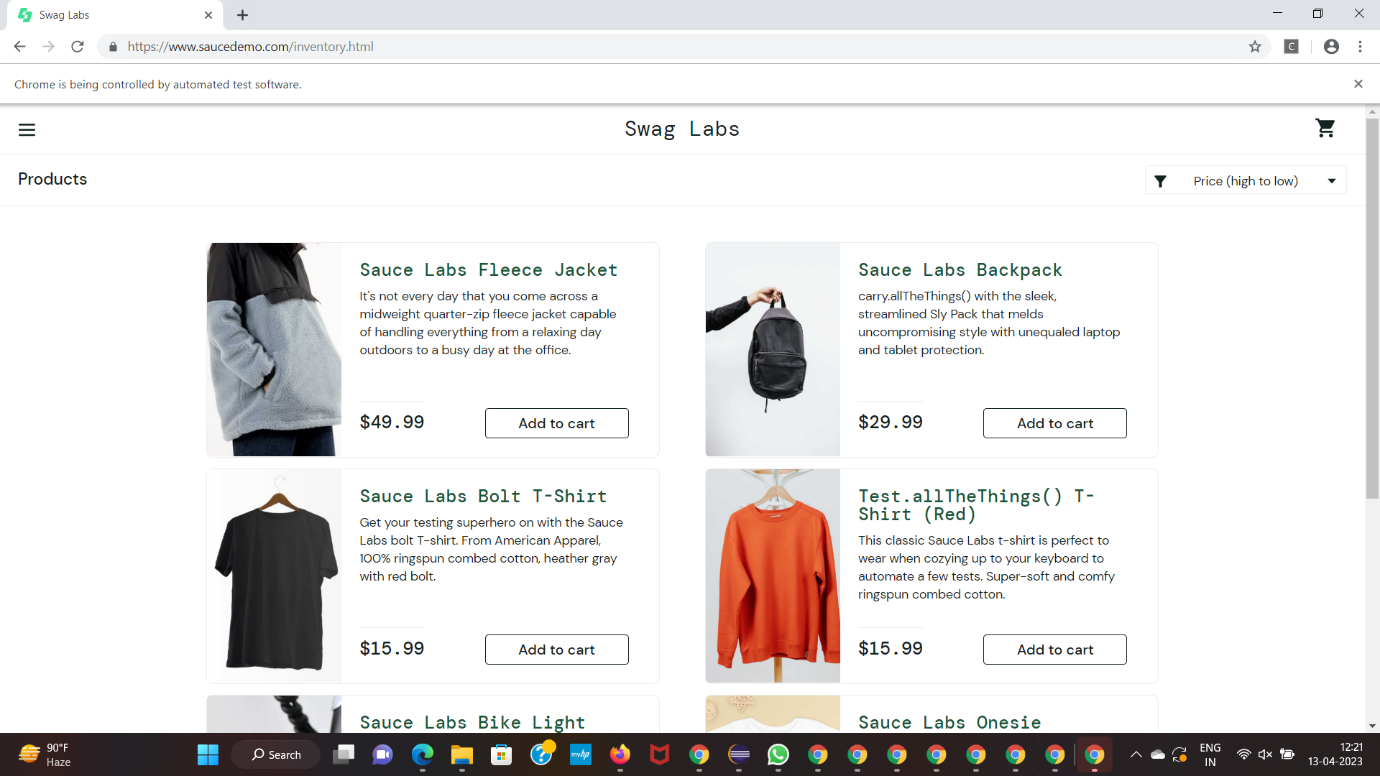 Swag Labs
https://www.saucedemo.com/inventory.html
C
Chrome is being controlled by automated test software.
Swag Labs
Products
Price (high to low)
Sauce Labs Fleece Jacket
It's not every day that you come across a
midweight quarter-zip fleece jacket capable
of handling everything from a relaxing day
outdoors to a busy day at the office.
$49.99
Add to cart
Sauce Labs Backpack
carry.allTheThings() with the sleek,
streamlined Sly Pack that melds
uncompromising style with unequaled laptop
and tablet protection.
$29.99
Add to cart
Sauce Labs Bolt T-Shirt
Get your testing superhero on with the Sauce
Labs bolt T-shirt. From American Apparel,
100% ringspun combed cotton, heather gray
with red bolt.
$15.99
Add to cart
Test.allTheThings() T-
Shirt (Red)
This classic Sauce Labs t-shirt is perfect to
wear when cozying up to your keyboard to
automate a few tests. Super-soft and comfy
ringspun combed cotton.
$15.99
Add to cart
Sauce Labs Bike Light
Sauce Labs Onesie
90°F
Haze
Search
myhp
ENG
IN
12:21
13-04-2023